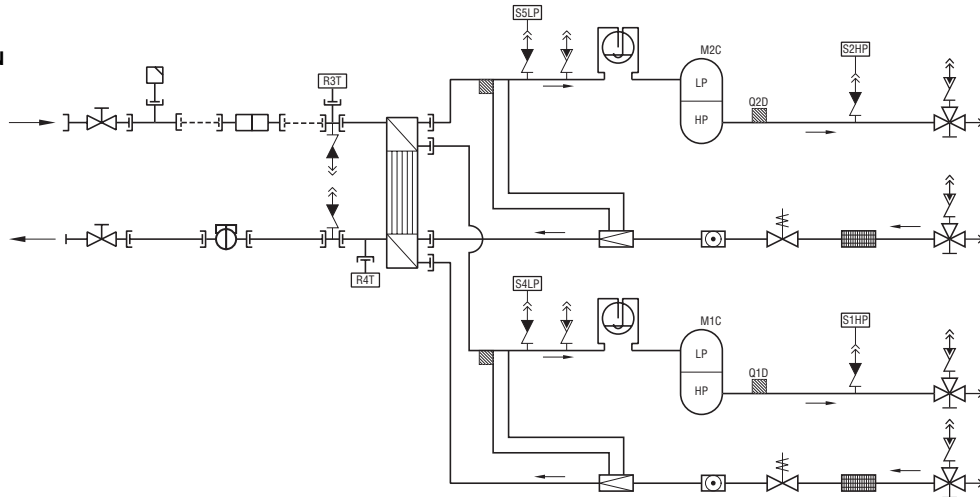 N
S5LP
M2C
S2HP
R3T
LP
Q2D
HP
R4T
S4LP
M1C
S1HP
LP
Q1D
HP